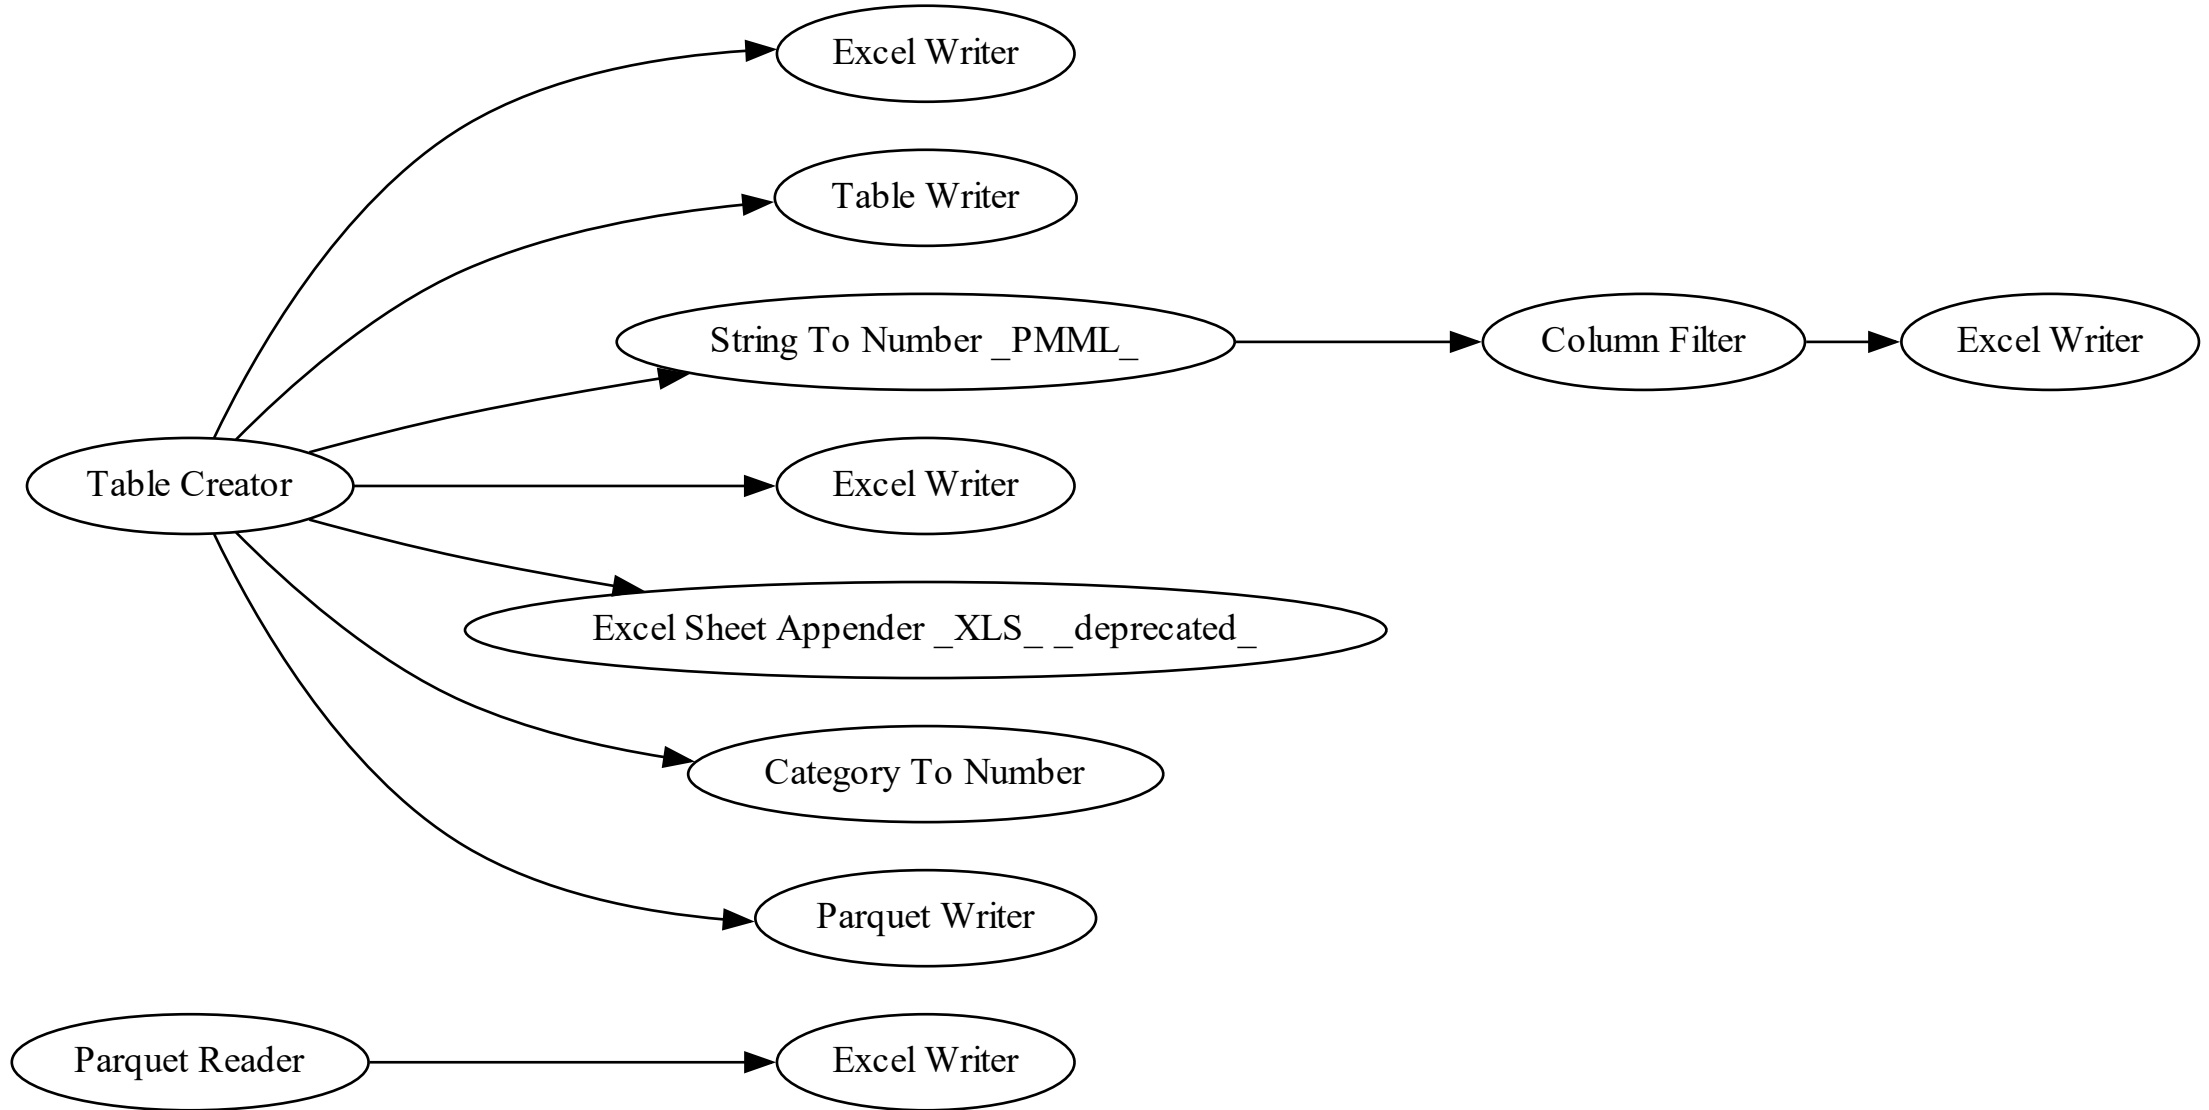 Excel Writer
Table Writer
String To Number _PMML_
Column Filter
Excel Writer
Table Creator
Excel Writer
Excel Sheet Appender _XLS_ _deprecated_
Category To Number
Parquet Writer
Parquet Reader
Excel Writer